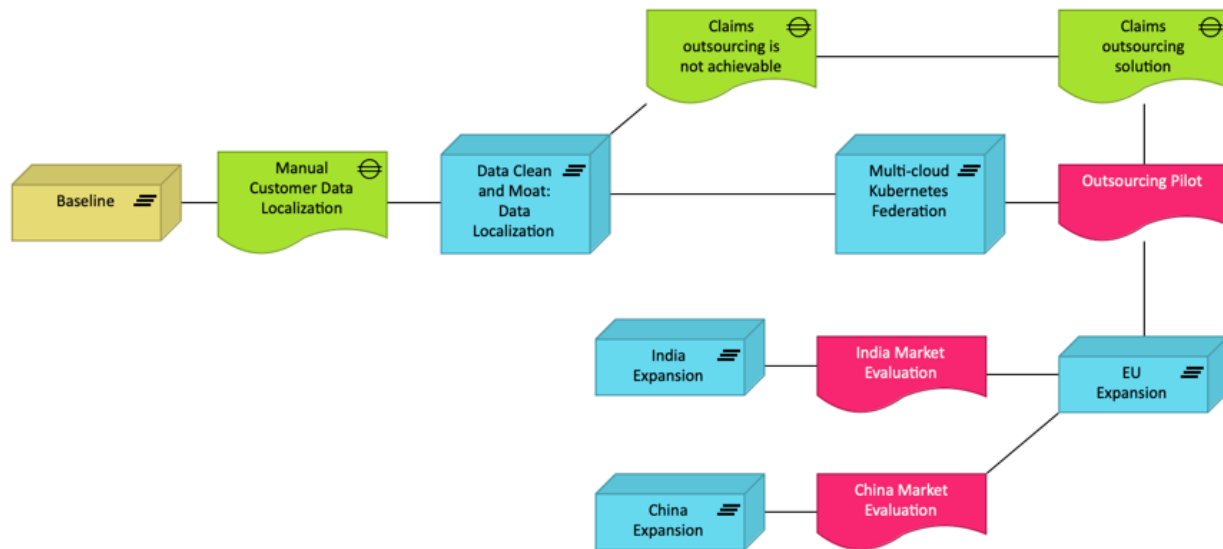 Claims
outsourcing is
not achievable
Claims
outsourcing
solution
Baseline
Manual
Customer Data
Localization
Data Clean
and Moat:
Data
Localization
Multi-cloud
Kubernetes
Federation
Outsourcing Pilot
India
Expansion
India Market
Evaluation
EU
Expansion
China
Expansion
China Market
Evaluation